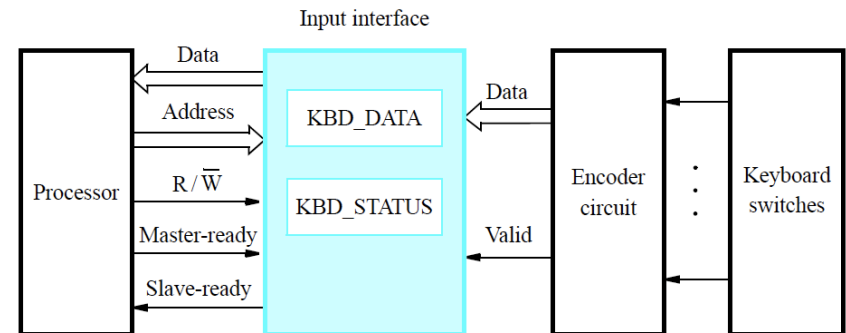 Input interface
Data
Address
R / W̅
Master-ready
Slave-ready
Processor
KBD_DATA
KBD_STATUS
Data
Valid
Encoder
circuit
Keyboard
switches